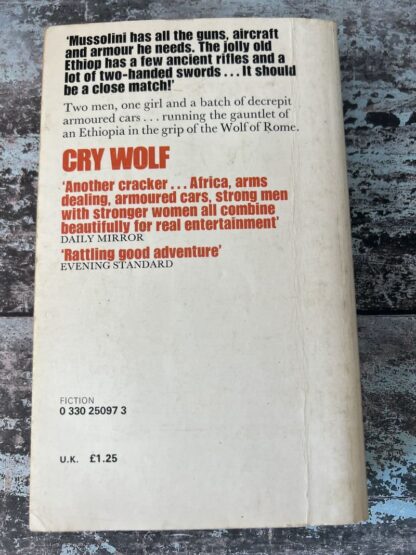 'Mussolini has all the guns, aircraft
and armour he needs. The jolly old
Ethiop has a few ancient rifles and a
lot of two-handed swords . . . It should
be a close match!'
Two men, one girl and a batch of decrepit
armoured cars . . . running the gauntlet of
an Ethiopia in the grip of the Wolf of Rome.
CRY WOLF
'Another cracker . . . Africa, arms
dealing, armoured cars, strong men
with stronger women all combine
beautifully for real entertainment'
DAILY MIRROR
'Rattling good adventure'
EVENING STANDARD
FICTION
0 330 25097 3
U.K. £1.25